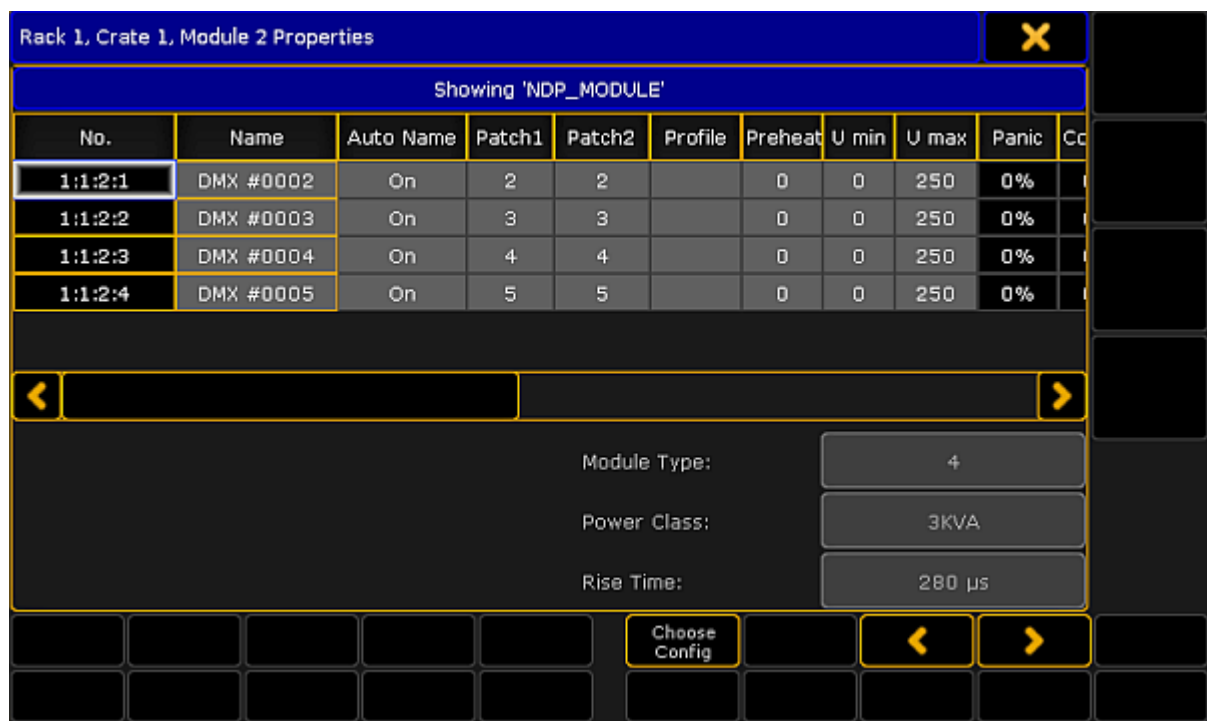 Rack 1, Crate 1, Module 2 Properties
Showing 'NDP_MODULE'
No. Name Auto Name Patch1 Patch2 Profile Preheat U min U max Panic
1:1:2:1 DMX #0002 On 2 2 0 0 250 0%
1:1:2:2 DMX #0003 On 3 3 0 0 250 0%
1:1:2:3 DMX #0004 On 4 4 0 0 250 0%
1:1:2:4 DMX #0005 On 5 5 0 0 250 0%
Module Type: 4
Power Class: 3KVA
Rise Time: 280 µs
Choose
Config